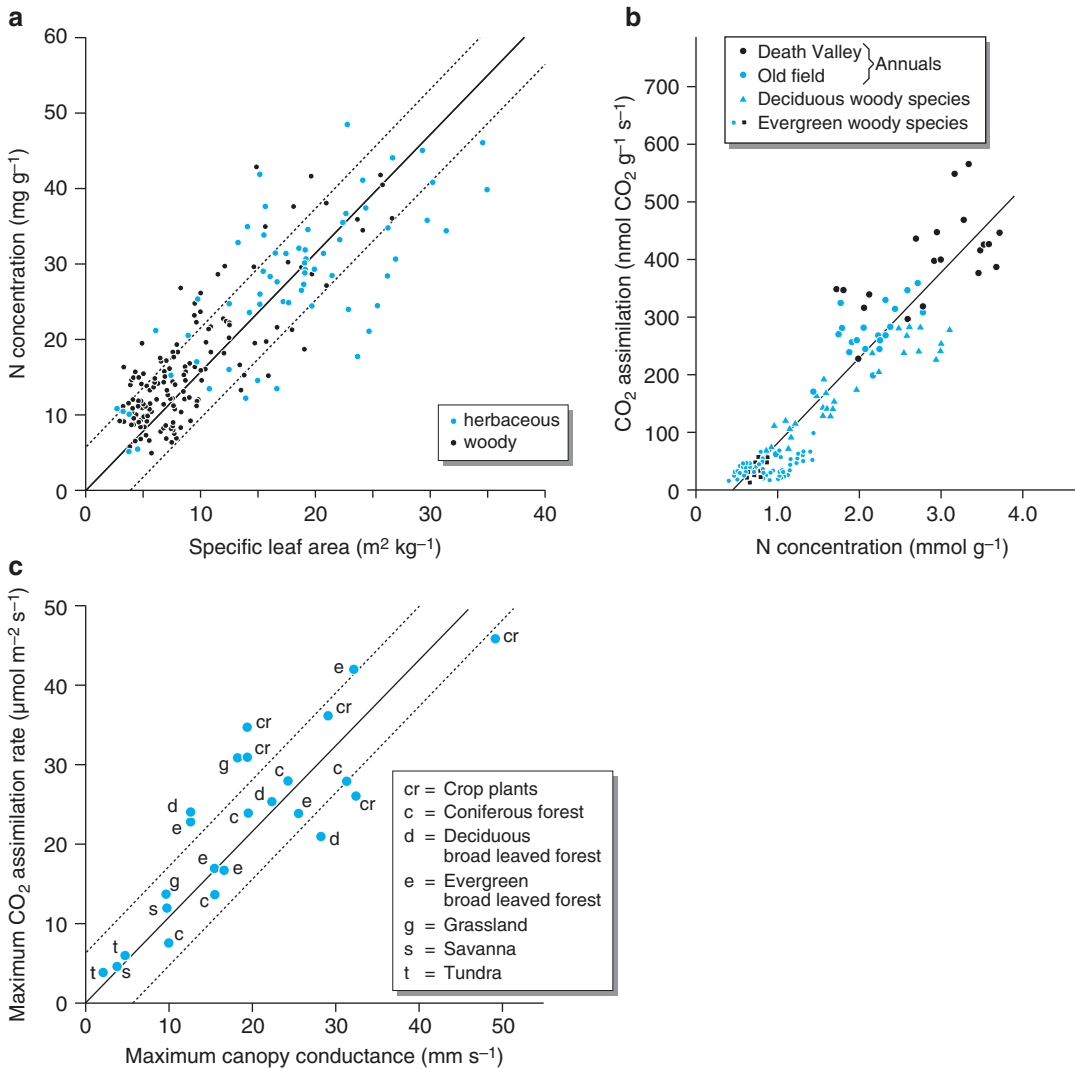 a
60
50
40
30
20
10
0
N concentration (mg g–1)
0 10 20 30 40
Specific leaf area (m2 kg–1)
herbaceous
woody
b
700
600
500
400
300
200
100
0
CO2 assimilation (nmol CO2 g–1 s–1)
Death Valley
Old field
Annuals
Deciduous woody species
Evergreen woody species
1.0 2.0 3.0 4.0
N concentration (mmol g–1)
c
50
40
30
20
10
0
Maximum CO2 assimilation rate (μmol m–2 s–1)
e
cr
cr
cr
cr
g
c
c
d
cr
d
e
c
e
d
e
e
g
c
s
c
t
t
s
0 10 20 30 40 50
Maximum canopy conductance (mm s–1)
cr = Crop plants
c = Coniferous forest
d = Deciduous
broad leaved forest
e = Evergreen
broad leaved forest
g = Grassland
s = Savanna
t = Tundra